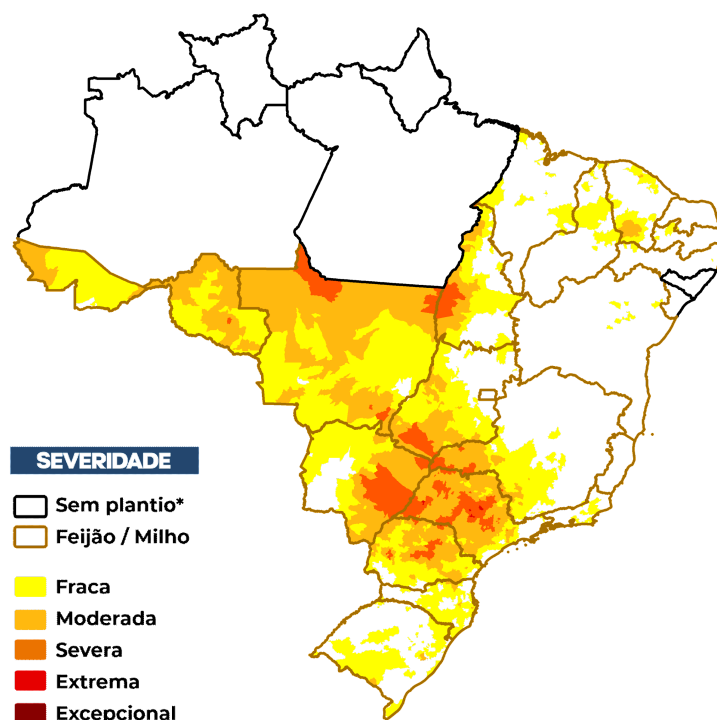 SEVERIDADE
Sem plantio*
Feijão / Milho
Fraca
Moderada
Severa
Extrema
Excepcional